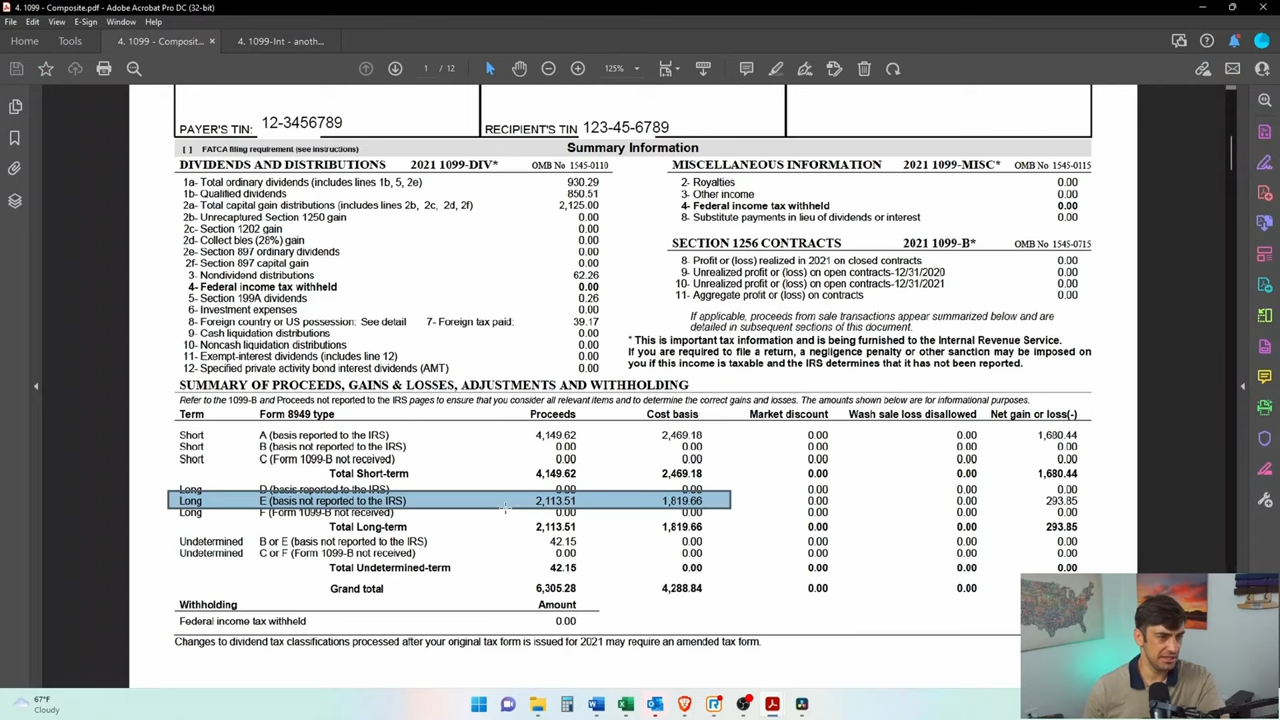 4. 1099 - Composite.pdf - Adobe Acrobat Pro DC (32-bit)
File Edit View E-Sign Window Help
Home Tools 4. 1099 - Composit... × 4. 1099-Int - anoth...
1 / 12 125%
PAYER'S TIN: 12-3456789 RECIPIENT'S TIN 123-45-6789
[ ] FATCA filing requirement (see instructions) Summary Information
DIVIDENDS AND DISTRIBUTIONS 2021 1099-DIV* OMB No 1545-0110
1a- Total ordinary dividends (includes lines 1b, 5, 2e) 930.29
1b- Qualified dividends 850.51
2a- Total capital gain distributions (includes lines 2b, 2c, 2d, 2f) 2,125.00
2b- Unrecaptured Section 1250 gain 0.00
2c- Section 1202 gain 0.00
2d- Collect bles (28%) gain 0.00
2e- Section 897 ordinary dividends 0.00
2f- Section 897 capital gain 0.00
3- Nondividend distributions 62.26
4- Federal income tax withheld 0.00
5- Section 199A dividends 0.26
6- Investment expenses 0.00
8- Foreign country or US possession: See detail 7- Foreign tax paid: 39.17
9- Cash liquidation distributions 0.00
10- Noncash liquidation distributions 0.00
11- Exempt-interest dividends (includes line 12) 0.00
12- Specified private activity bond interest dividends (AMT) 0.00
MISCELLANEOUS INFORMATION 2021 1099-MISC* OMB No 1545-0115
2- Royalties 0.00
3- Other income 0.00
4- Federal income tax withheld 0.00
8- Substitute payments in lieu of dividends or interest 0.00
SECTION 1256 CONTRACTS 2021 1099-B* OMB No 1545-0715
8- Profit or (loss) realized in 2021 on closed contracts 0.00
9- Unrealized profit or (loss) on open contracts-12/31/2020 0.00
10- Unrealized profit or (loss) on open contracts-12/31/2021 0.00
11- Aggregate profit or (loss) on contracts 0.00
If applicable, proceeds from sale transactions appear summarized below and are
detailed in subsequent sections of this document.
* This is important tax information and is being furnished to the Internal Revenue Service.
If you are required to file a return, a negligence penalty or other sanction may be imposed on
you if this income is taxable and the IRS determines that it has not been reported.
SUMMARY OF PROCEEDS, GAINS & LOSSES, ADJUSTMENTS AND WITHHOLDING
Refer to the 1099-B and Proceeds not reported to the IRS pages to ensure that you consider all relevant items and to determine the correct gains and losses. The amounts shown below are for informational purposes.
Term Form 8949 type Proceeds Cost basis Market discount Wash sale loss disallowed Net gain or loss(-)
Short A (basis reported to the IRS) 4,149.62 2,469.18 0.00 0.00 1,680.44
Short B (basis not reported to the IRS) 0.00 0.00 0.00 0.00 0.00
Short C (Form 1099-B not received) 0.00 0.00 0.00 0.00 0.00
Total Short-term 4,149.62 2,469.18 0.00 0.00 1,680.44
Long D (basis reported to the IRS) 0.00 0.00 0.00 0.00 0.00
Long E (basis not reported to the IRS) 2,113.51 1,819.66 0.00 0.00 293.85
Long F (Form 1099-B not received) 0.00 0.00 0.00 0.00 0.00
Total Long-term 2,113.51 1,819.66 0.00 0.00 293.85
Undetermined B or E (basis not reported to the IRS) 42.15 0.00 0.00 0.00 0.00
Undetermined C or F (Form 1099-B not received) 0.00 0.00 0.00 0.00 0.00
Total Undetermined-term 42.15 0.00 0.00 0.00 0.00
Grand total 6,305.28 4,288.84 0.00 0.00
Withholding Amount
Federal income tax withheld 0.00
Changes to dividend tax classifications processed after your original tax form is issued for 2021 may require an amended tax form.
67°F
Cloudy